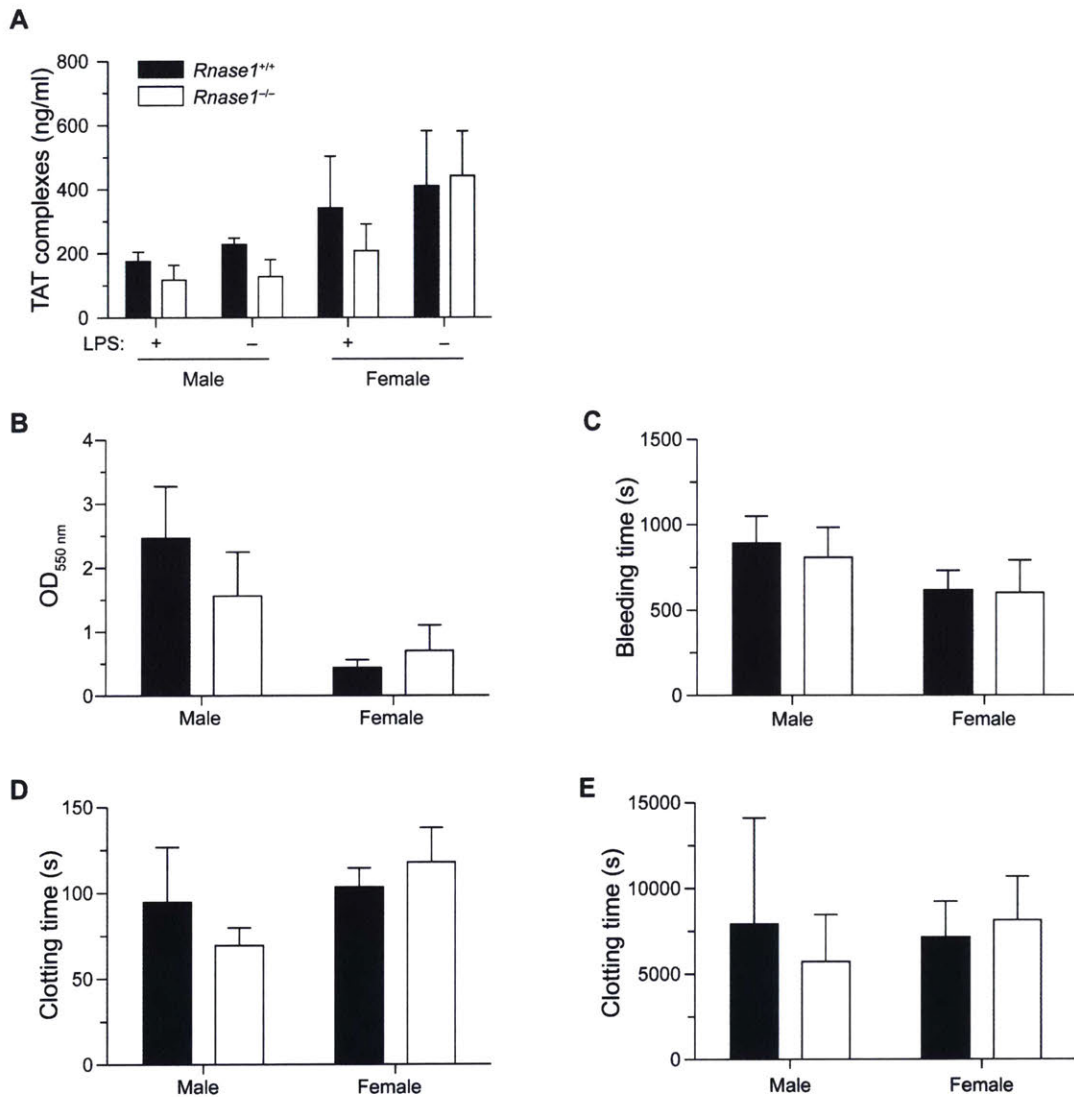 A
TAT complexes (ng/ml)
800
600
400
200
0
Rnase1+/+
Rnase1−/−
LPS: + − + −
Male Female
B
OD550 nm
4
3
2
1
0
Male Female
C
Bleeding time (s)
1500
1000
500
0
Male Female
D
Clotting time (s)
150
100
50
0
Male Female
E
Clotting time (s)
15000
10000
5000
0
Male Female